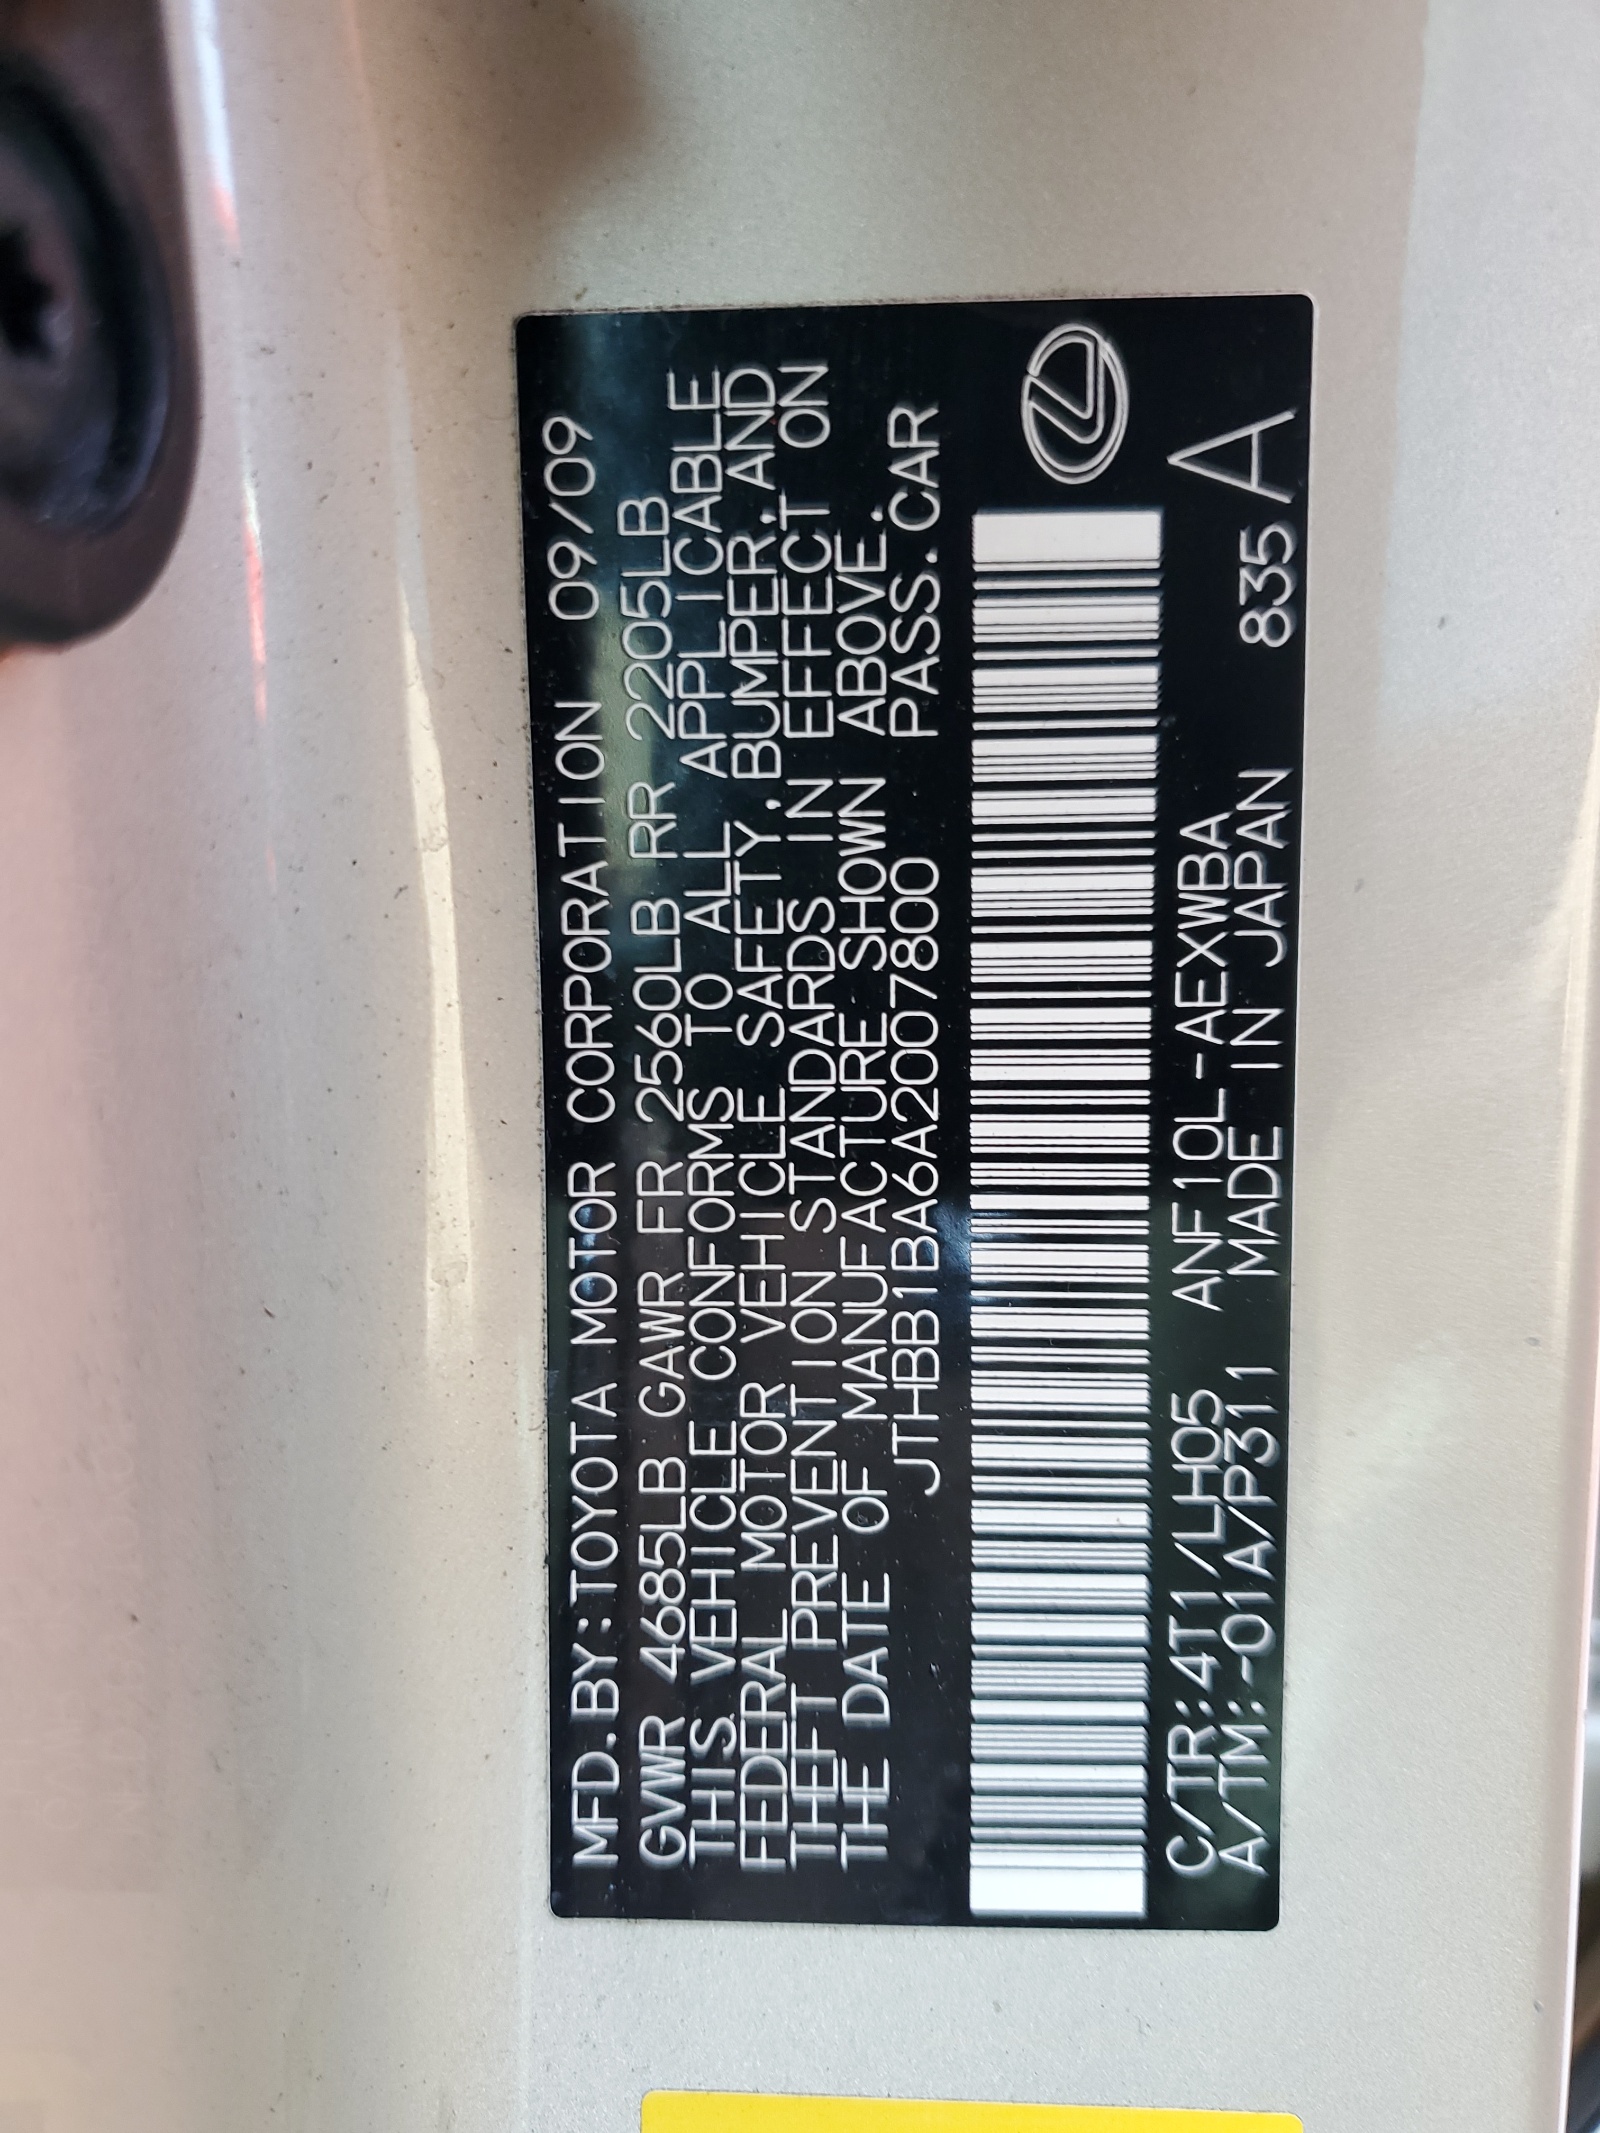 MFD.BY:TOYOTA MOTOR CORPORATION 09/09
GVWR 4685LB GAWR FR 2560LB RR 2205LB
THIS VEHICLE CONFORMS TO ALL APPLICABLE
FEDERAL MOTOR VEHICLE SAFETY,BUMPER,AND
THEFT PREVENTION STANDARDS IN EFFECT ON
THE DATE OF MANUFACTURE SHOWN ABOVE.
JTHBB1BA6A2007800 PASS.CAR
C/TR:4T1/LH05 ANF10L-AEXWBA
A/TM:-01A/P311 MADE IN JAPAN 835 A